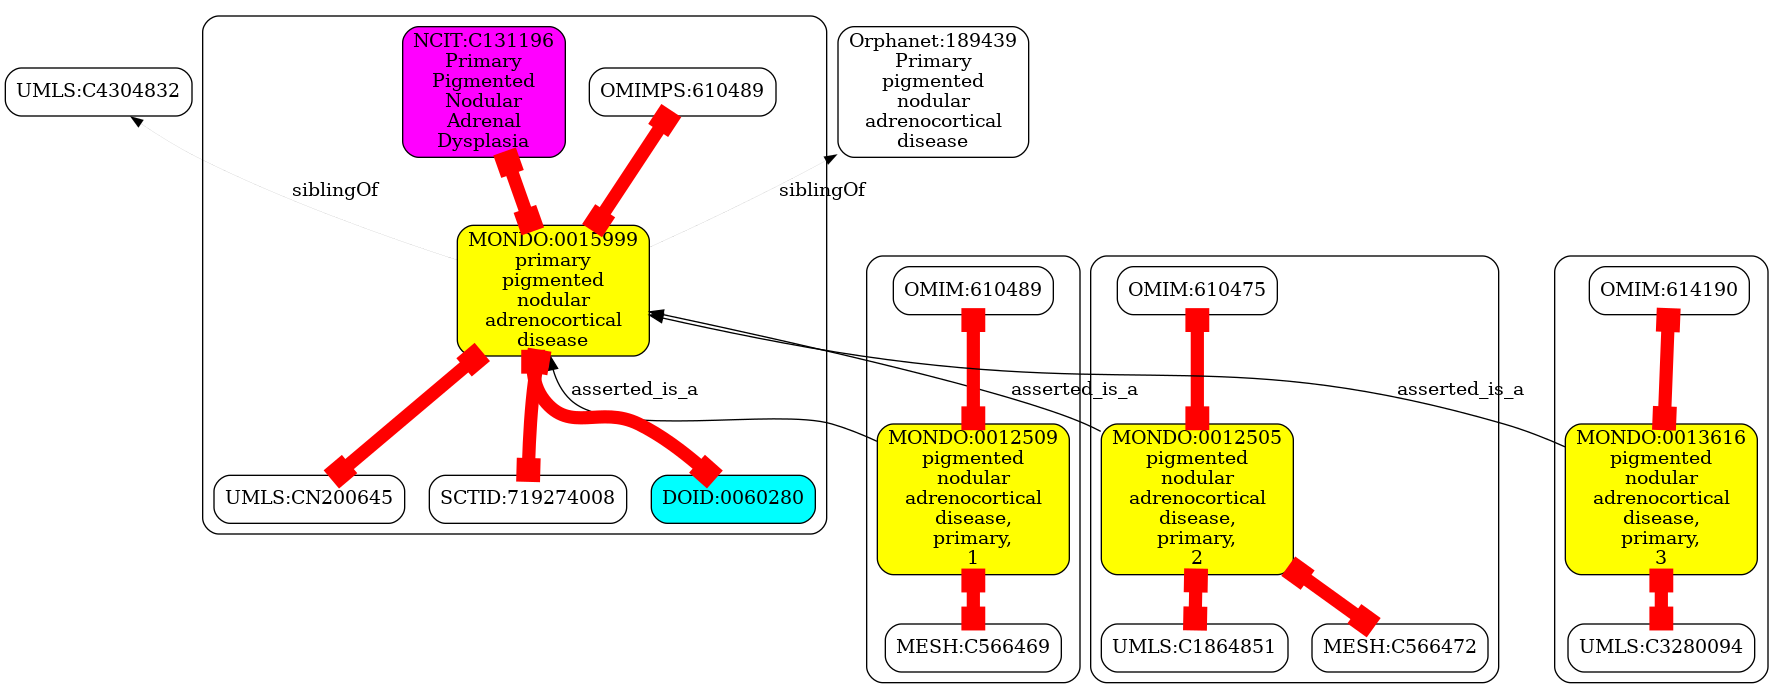 NCIT:C131196
Primary
Pigmented
Nodular
Adrenal
Dysplasia
Orphanet:189439
Primary
pigmented
nodular
adrenocortical
disease
UMLS:C4304832
OMIMPS:610489
siblingOf
siblingOf
MONDO:0015999
primary
pigmented
nodular
adrenocortical
disease
OMIM:610489
OMIM:610475
OMIM:614190
asserted_is_a
asserted_is_a
asserted_is_a
UMLS:CN200645
SCTID:719274008
DOID:0060280
MONDO:0012509
pigmented
nodular
adrenocortical
disease,
primary,
1
MONDO:0012505
pigmented
nodular
adrenocortical
disease,
primary,
2
MONDO:0013616
pigmented
nodular
adrenocortical
disease,
primary,
3
MESH:C566469
UMLS:C1864851
MESH:C566472
UMLS:C3280094